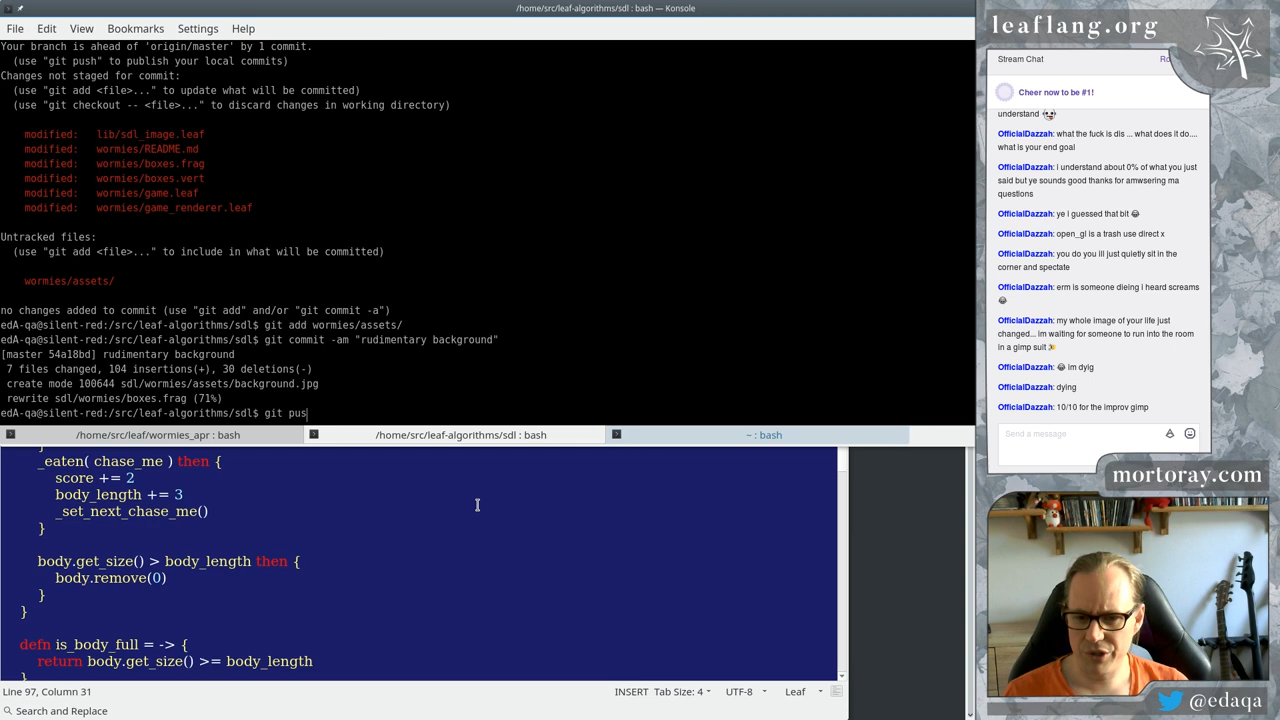 /home/src/leaf-algorithms/sdl : bash — Konsole
File Edit View Bookmarks Settings Help
Your branch is ahead of 'origin/master' by 1 commit.
(use "git push" to publish your local commits)
Changes not staged for commit:
(use "git add <file>..." to update what will be committed)
(use "git checkout -- <file>..." to discard changes in working directory)
modified: lib/sdl_image.leaf
modified: wormies/README.md
modified: wormies/boxes.frag
modified: wormies/boxes.vert
modified: wormies/game.leaf
modified: wormies/game_renderer.leaf
Untracked files:
(use "git add <file>..." to include in what will be committed)
wormies/assets/
no changes added to commit (use "git add" and/or "git commit -a")
edA-qa@silent-red:/src/leaf-algorithms/sdl$ git add wormies/assets/
edA-qa@silent-red:/src/leaf-algorithms/sdl$ git commit -am "rudimentary background"
[master 54a18bd] rudimentary background
7 files changed, 104 insertions(+), 30 deletions(-)
create mode 100644 sdl/wormies/assets/background.jpg
rewrite sdl/wormies/boxes.frag (71%)
edA-qa@silent-red:/src/leaf-algorithms/sdl$ git pus
/home/src/leaf/wormies_apr : bash
/home/src/leaf-algorithms/sdl : bash
~ : bash
_eaten( chase_me ) then {
score += 2
body_length += 3
_set_next_chase_me()
}
body.get_size() > body_length then {
body.remove(0)
}
}
defn is_body_full = -> {
return body.get_size() >= body_length
Line 97, Column 31
INSERT Tab Size: 4 UTF-8 Leaf
Search and Replace
leaflang.org
Stream Chat
Cheer now to be #1!
understand
OfficialDazzah: what the fuck is dis ... what does it do....
what is your end goal
OfficialDazzah: i understand about 0% of what you just
said but ye sounds good thanks for amwsering ma
questions
OfficialDazzah: ye i guessed that bit 😂
OfficialDazzah: open_gl is a trash use direct x
OfficialDazzah: you do you ill just quietly sit in the
corner and spectate
OfficialDazzah: erm is someone dieing i heard screams
😂
OfficialDazzah: my whole image of your life just
changed... im waiting for someone to run into the room
in a gimp suit
OfficialDazzah: 😂 im dyig
OfficialDazzah: dying
OfficialDazzah: 10/10 for the improv gimp
Send a message
mortoray.com
@edaqa